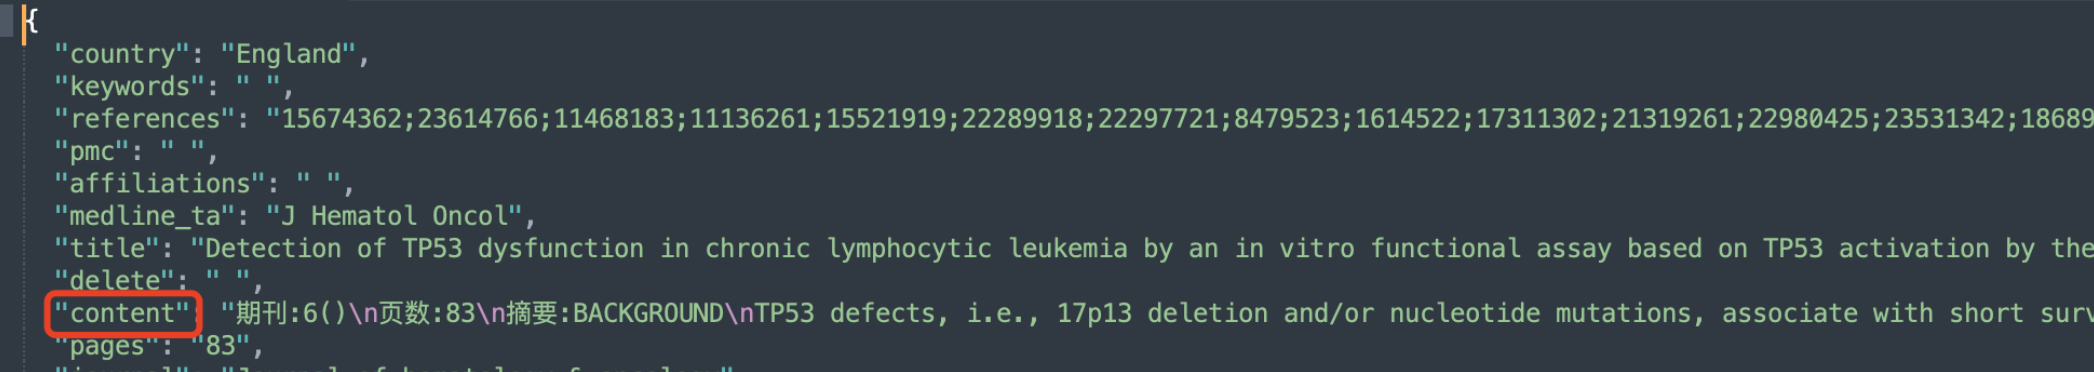 {
"country": "England",
"keywords": " ",
"references": "15674362;23614766;11468183;11136261;15521919;22289918;22297721;8479523;1614522;17311302;21319261;22980425;23531342;18689
"pmc": " ",
"affiliations": " ",
"medline_ta": "J Hematol Oncol",
"title": "Detection of TP53 dysfunction in chronic lymphocytic leukemia by an in vitro functional assay based on TP53 activation by the
"delete": " ",
"content": "期刊:6()\n页数:83\n摘要:BACKGROUND\nTP53 defects, i.e., 17p13 deletion and/or nucleotide mutations, associate with short surv
"pages": "83",